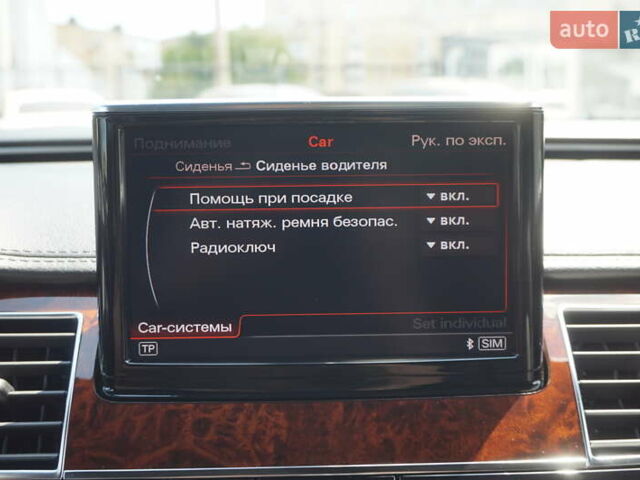 auto
Поднимание Car Рук. по эксп.
Сиденья Сиденье водителя
Помощь при посадке вкл.
Авт. натяж. ремня безопас. вкл.
Радиоключ вкл.
Car-системы Set individual
TP SIM